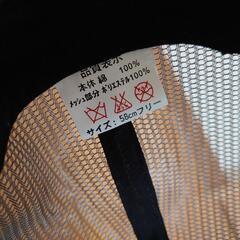 品質表示
本体 綿 100%
メッシュ部分 ポリエステル100%
サイズ：58cmフリー